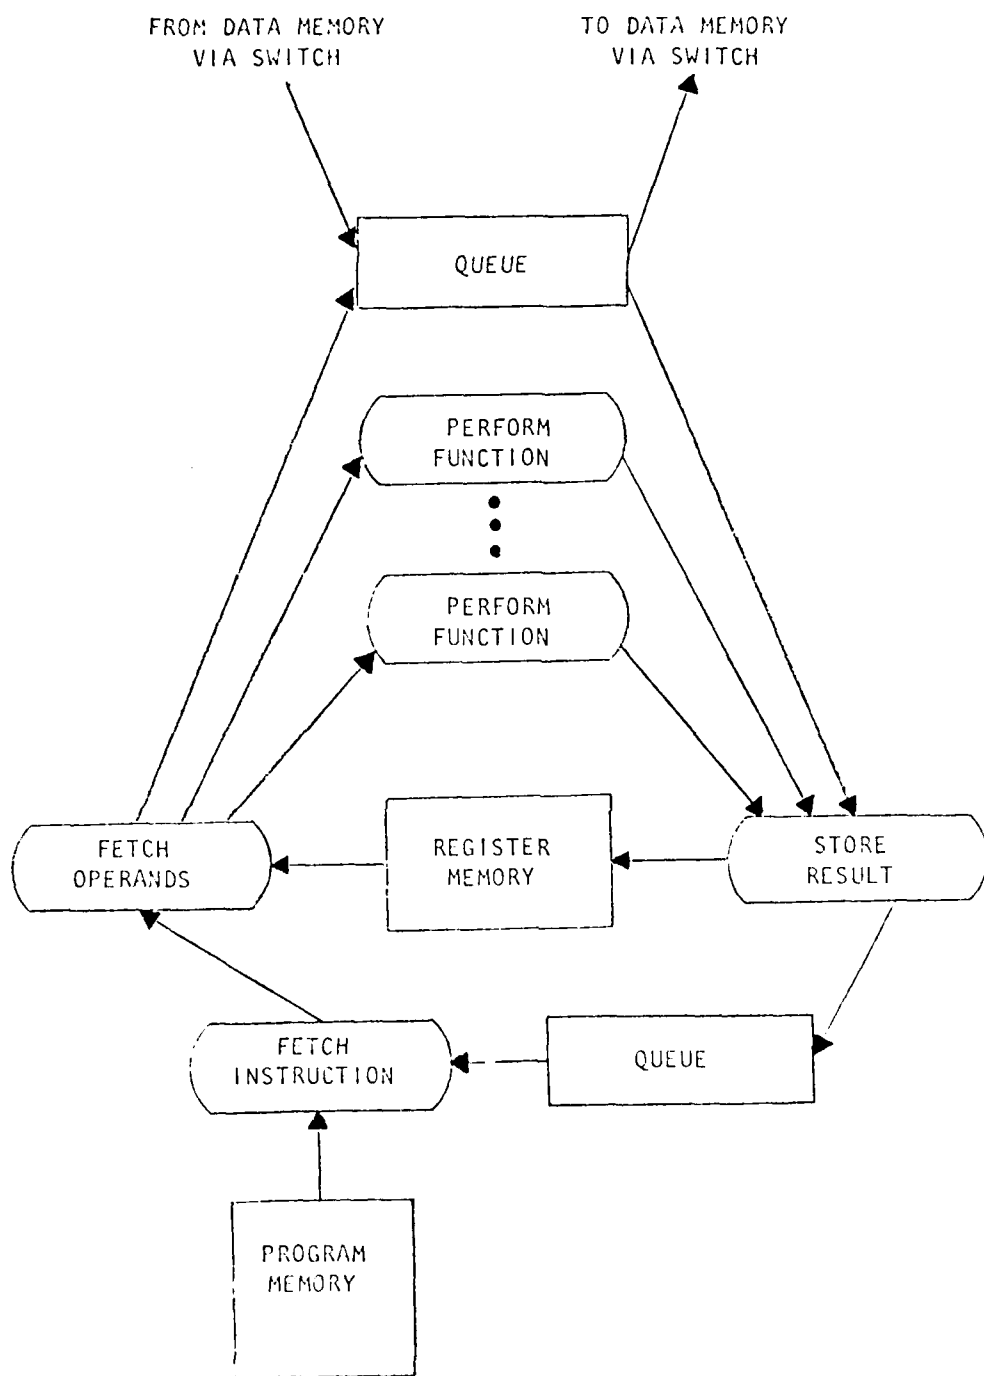 FROM DATA MEMORY
VIA SWITCH
TO DATA MEMORY
VIA SWITCH
QUEUE
PERFORM
FUNCTION
PERFORM
FUNCTION
FETCH
OPERANDS
REGISTER
MEMORY
STORE
RESULT
FETCH
INSTRUCTION
QUEUE
PROGRAM
MEMORY